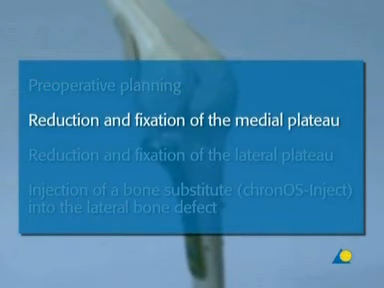 Preoperative planning
Reduction and fixation of the medial plateau
Reduction and fixation of the lateral plateau
Injection of a bone substitute (chronOS-Inject)
into the lateral bone defect